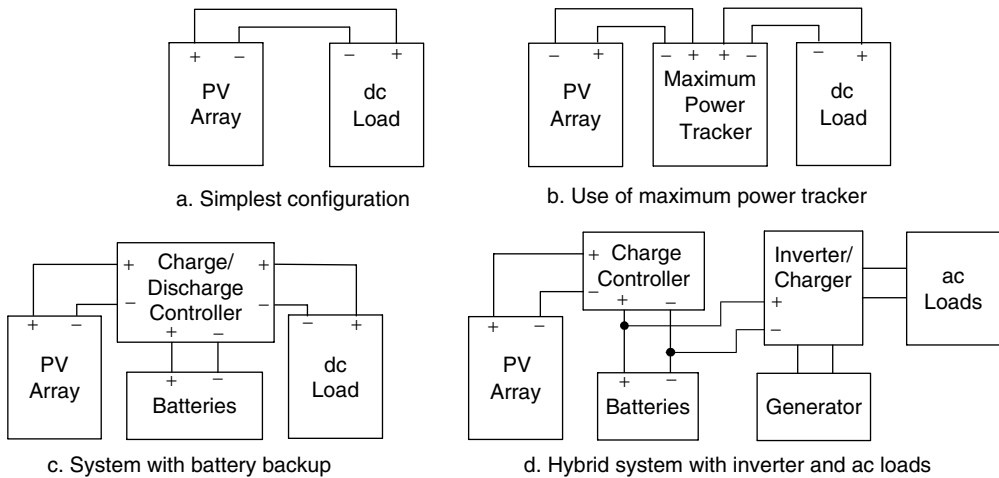 + −
PV
Array
− +
dc
Load
a. Simplest configuration
− +
PV
Array
− + + −
Maximum
Power
Tracker
− +
dc
Load
b. Use of maximum power tracker
+ Charge/ +
Discharge
− Controller −
+ −
+ −
PV
Array
+ −
Batteries
− +
dc
Load
c. System with battery backup
+ Charge
Controller
−
+ −
+ −
PV
Array
+ −
Batteries
Inverter/
Charger
+
−
Generator
ac
Loads
d. Hybrid system with inverter and ac loads